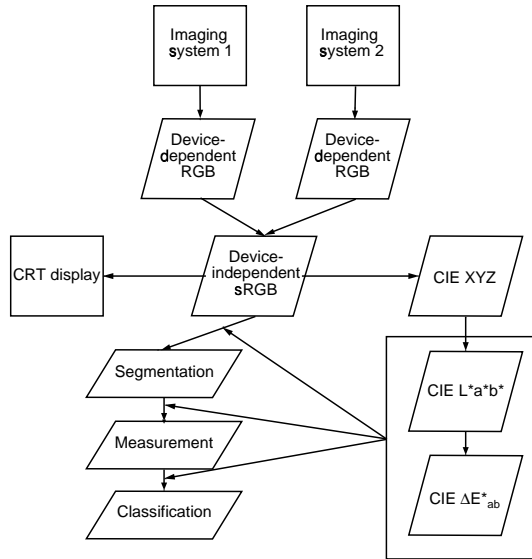 Imaging
system 1
Imaging
system 2
Device-
dependent
RGB
Device-
dependent
RGB
CRT display
Device-
independent
sRGB
CIE XYZ
Segmentation
CIE L*a*b*
Measurement
CIE ΔE*ab
Classification